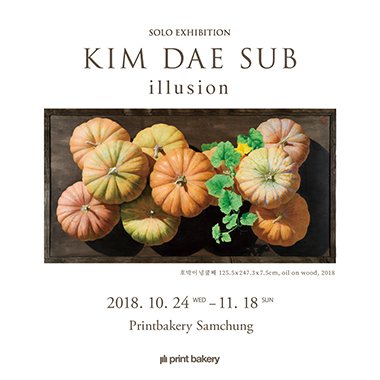 SOLO EXHIBITION
KIM DAE SUB
illusion
호박이 넝쿨째 125.5x247.3x7.5cm, oil on wood, 2018
2018. 10. 24 WED - 11. 18 SUN
Printbakery Samchung
print bakery